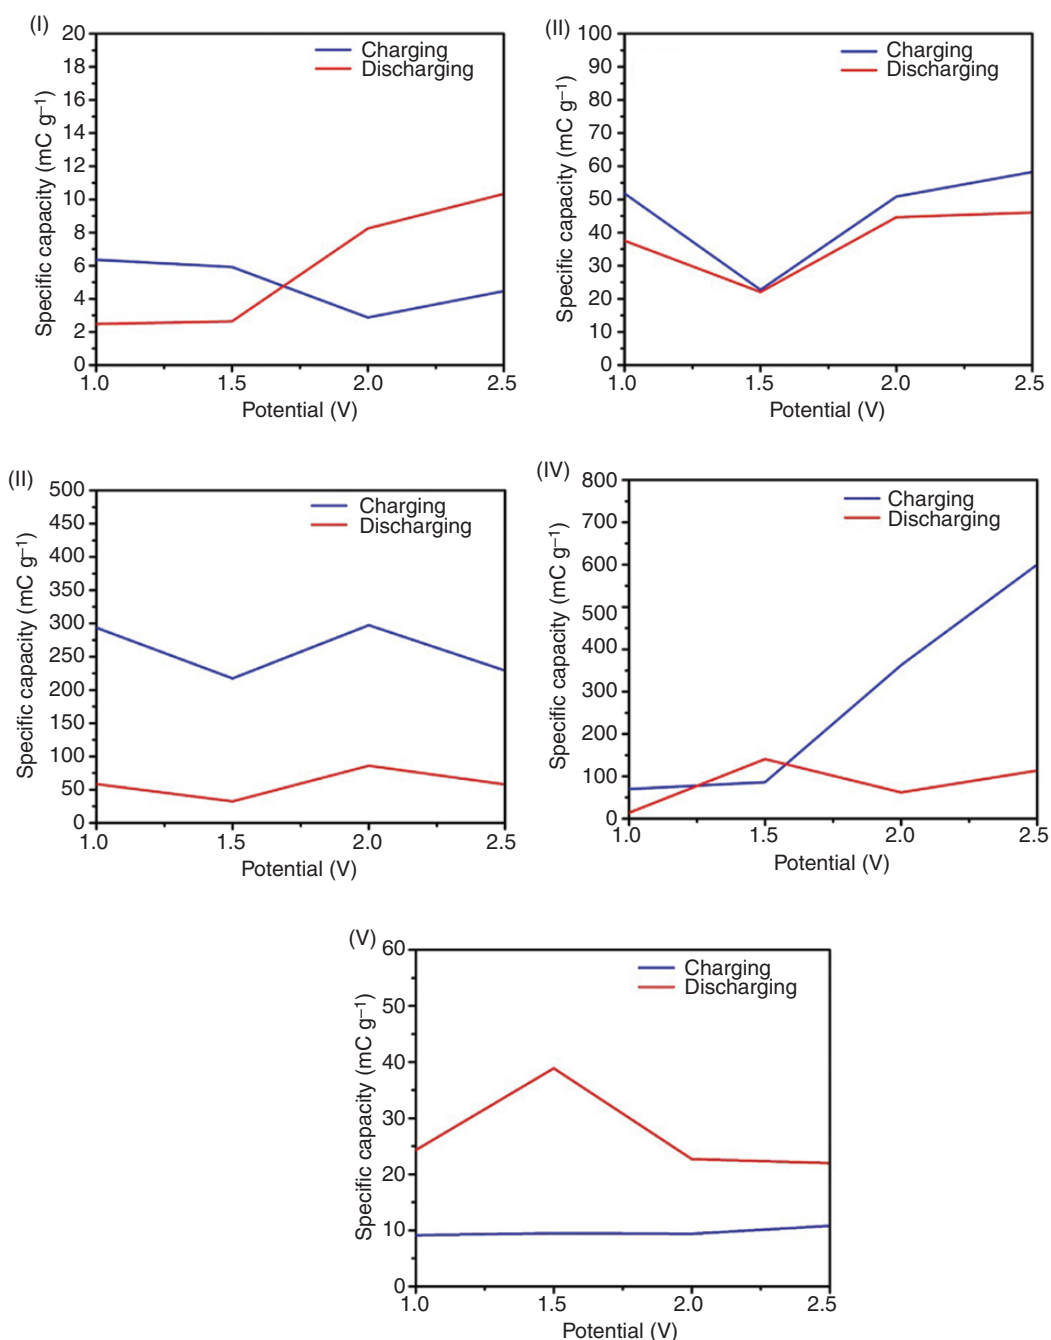 (I)
20
18
16
14
12
10
8
6
4
2
0
Specific capacity (mC g⁻¹)
Charging
Discharging
1.0 1.5 2.0 2.5
Potential (V)
(II)
100
90
80
70
60
50
40
30
20
10
0
Specific capacity (mC g⁻¹)
Charging
Discharging
1.0 1.5 2.0 2.5
Potential (V)
(II)
500
450
400
350
300
250
200
150
100
50
0
Specific capacity (mC g⁻¹)
Charging
Discharging
1.0 1.5 2.0 2.5
Potential (V)
(IV)
800
700
600
500
400
300
200
100
0
Specific capacity (mC g⁻¹)
Charging
Discharging
1.0 1.5 2.0 2.5
Potential (V)
(V)
60
50
40
30
20
10
0
Specific capacity (mC g⁻¹)
Charging
Discharging
1.0 1.5 2.0 2.5
Potential (V)